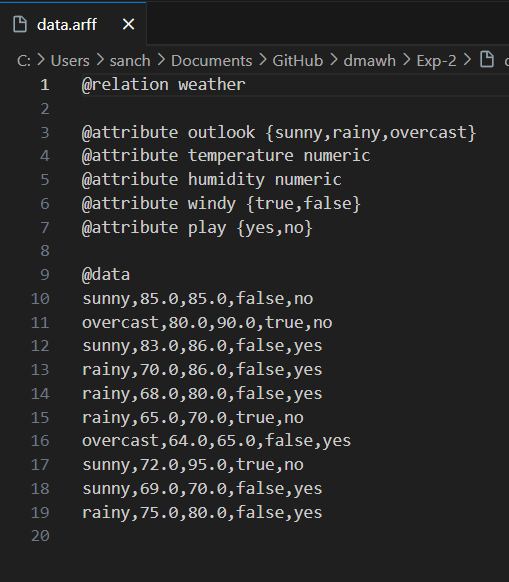 data.arff
C: > Users > sanch > Documents > GitHub > dmawh > Exp-2 >
1 @relation weather
2
3 @attribute outlook {sunny,rainy,overcast}
4 @attribute temperature numeric
5 @attribute humidity numeric
6 @attribute windy {true,false}
7 @attribute play {yes,no}
8
9 @data
10 sunny,85.0,85.0,false,no
11 overcast,80.0,90.0,true,no
12 sunny,83.0,86.0,false,yes
13 rainy,70.0,86.0,false,yes
14 rainy,68.0,80.0,false,yes
15 rainy,65.0,70.0,true,no
16 overcast,64.0,65.0,false,yes
17 sunny,72.0,95.0,true,no
18 sunny,69.0,70.0,false,yes
19 rainy,75.0,80.0,false,yes
20